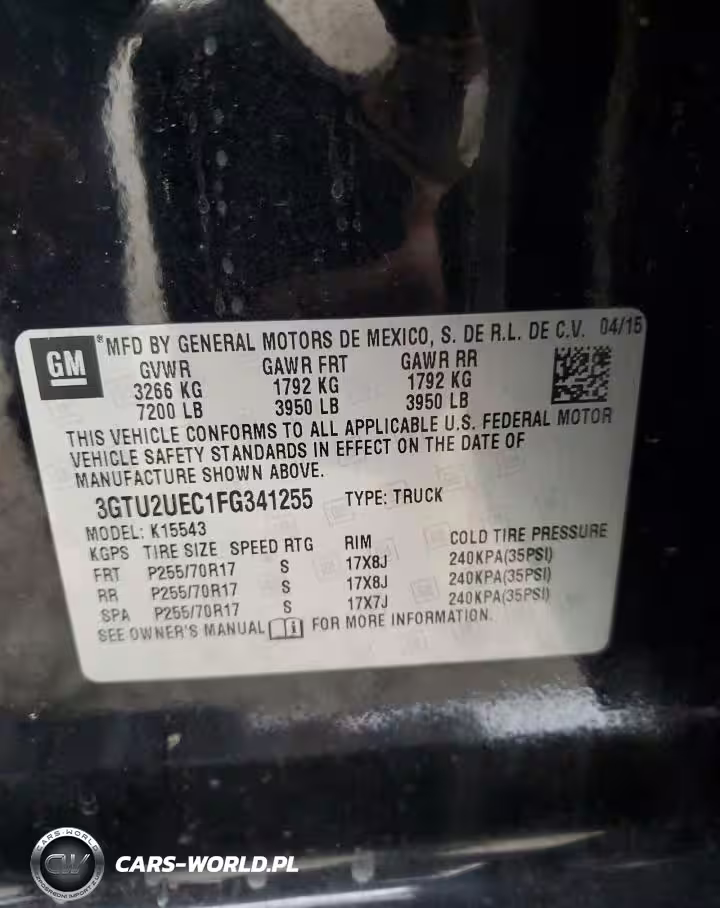 GM
®MFD BY GENERAL MOTORS DE MEXICO, S. DE R.L. DE C.V. 04/15
GVWR GAWR FRT GAWR RR
3266 KG 1792 KG 1792 KG
7200 LB 3950 LB 3950 LB
THIS VEHICLE CONFORMS TO ALL APPLICABLE U.S. FEDERAL MOTOR
VEHICLE SAFETY STANDARDS IN EFFECT ON THE DATE OF
MANUFACTURE SHOWN ABOVE.
3GTU2UEC1FG341255 TYPE: TRUCK
MODEL: K15543
KGPS TIRE SIZE SPEED RTG RIM COLD TIRE PRESSURE
FRT P255/70R17 S 17X8J 240KPA(35PSI)
RR P255/70R17 S 17X8J 240KPA(35PSI)
SPA P255/70R17 S 17X7J 240KPA(35PSI)
SEE OWNER'S MANUAL FOR MORE INFORMATION.
CARS-WORLD
CW
CARS-WORLD.PL